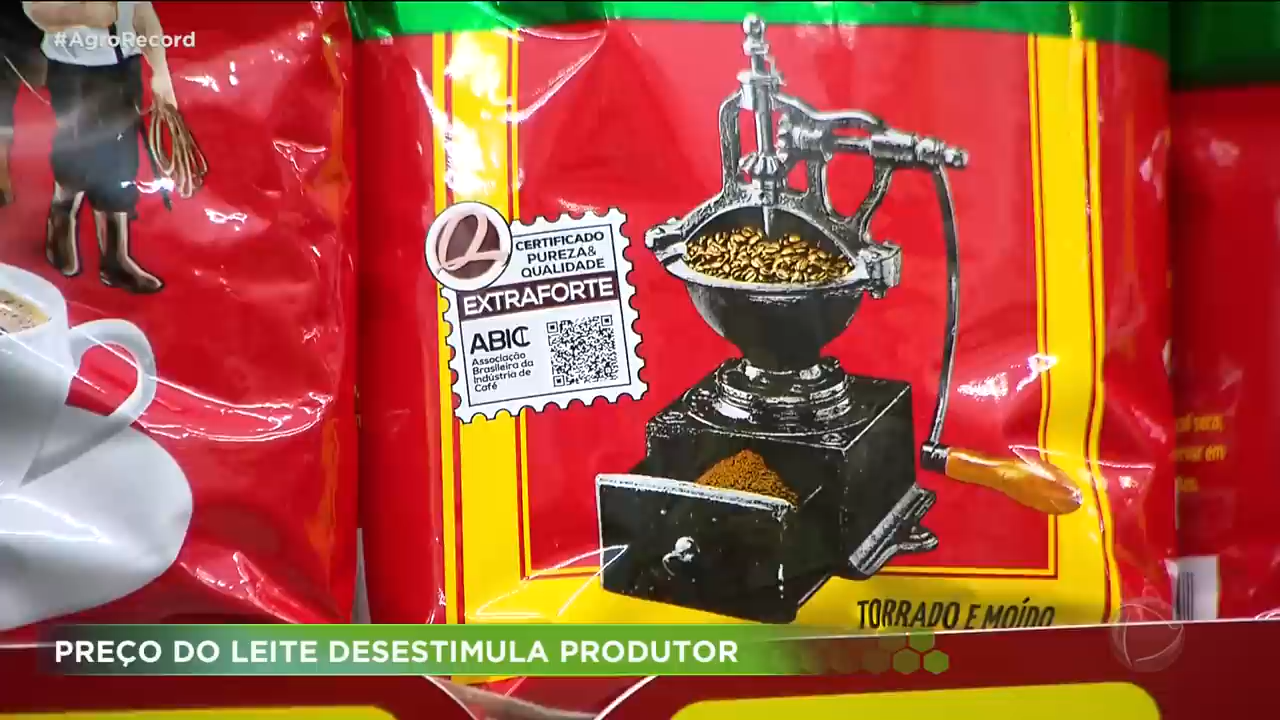 #AgroRecord
CERTIFICADO
PUREZA&
QUALIDADE
EXTRAFORTE
ABIC
Associação
Brasileira da
Indústria de
Café
TORRADO E MOÍDO
em
PREÇO DO LEITE DESESTIMULA PRODUTOR